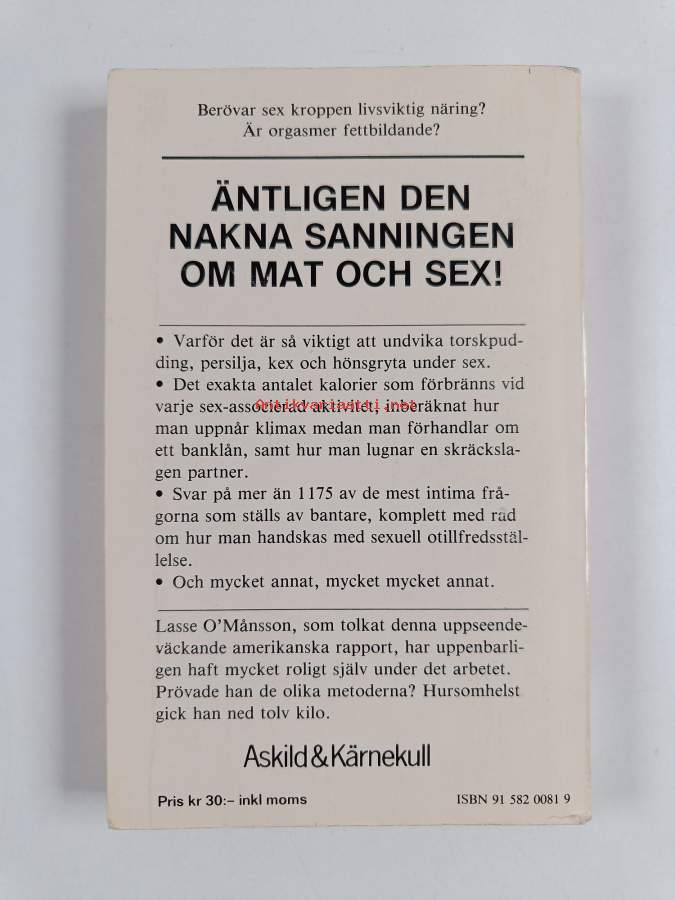 Berövar sex kroppen livsviktig näring?
Är orgasmer fettbildande?
ÄNTLIGEN DEN
NAKNA SANNINGEN
OM MAT OCH SEX!
• Varför det är så viktigt att undvika torskpud-
ding, persilja, kex och hönsgryta under sex.
• Det exakta antalet kalorier som förbränns vid
varje sex-associerad aktivitet, inberäknat hur
Antikvariaatti.net
man uppnår klimax medan man förhandlar om
ett banklån, samt hur man lugnar en skräcksla-
gen partner.
• Svar på mer än 1175 av de mest intima frå-
gorna som ställs av bantare, komplett med råd
om hur man handskas med sexuell otillfredsstäl-
lelse.
• Och mycket annat, mycket mycket annat.
Lasse O’Månsson, som tolkat denna uppseende-
väckande amerikanska rapport, har uppenbarli-
gen haft mycket roligt själv under det arbetet.
Prövade han de olika metoderna? Hursomhelst
gick han ned tolv kilo.
Askild&Kärnekull
Pris kr 30:– inkl moms
ISBN 91 582 0081 9